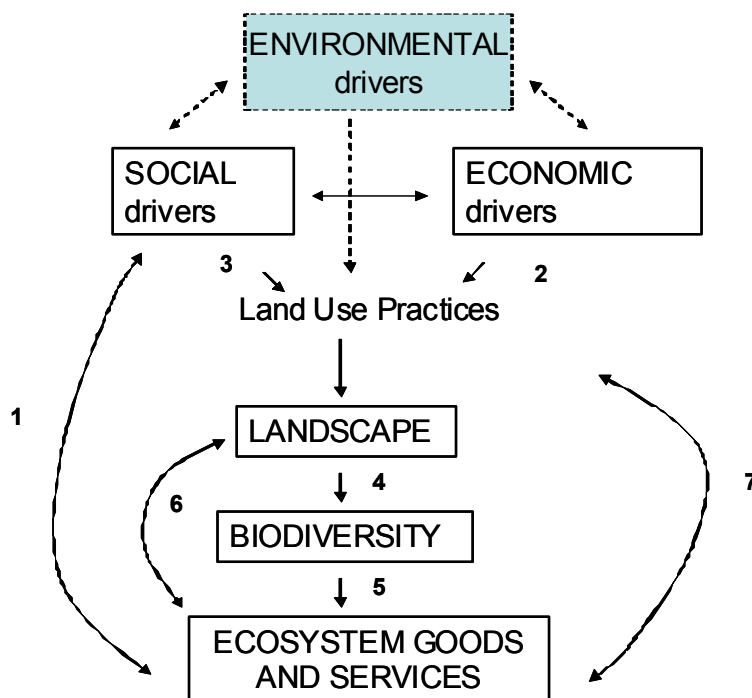 ENVIRONMENTAL
drivers
SOCIAL
drivers
ECONOMIC
drivers
3
2
Land Use Practices
1
LANDSCAPE
6
4
7
BIODIVERSITY
5
ECOSYSTEM GOODS
AND SERVICES